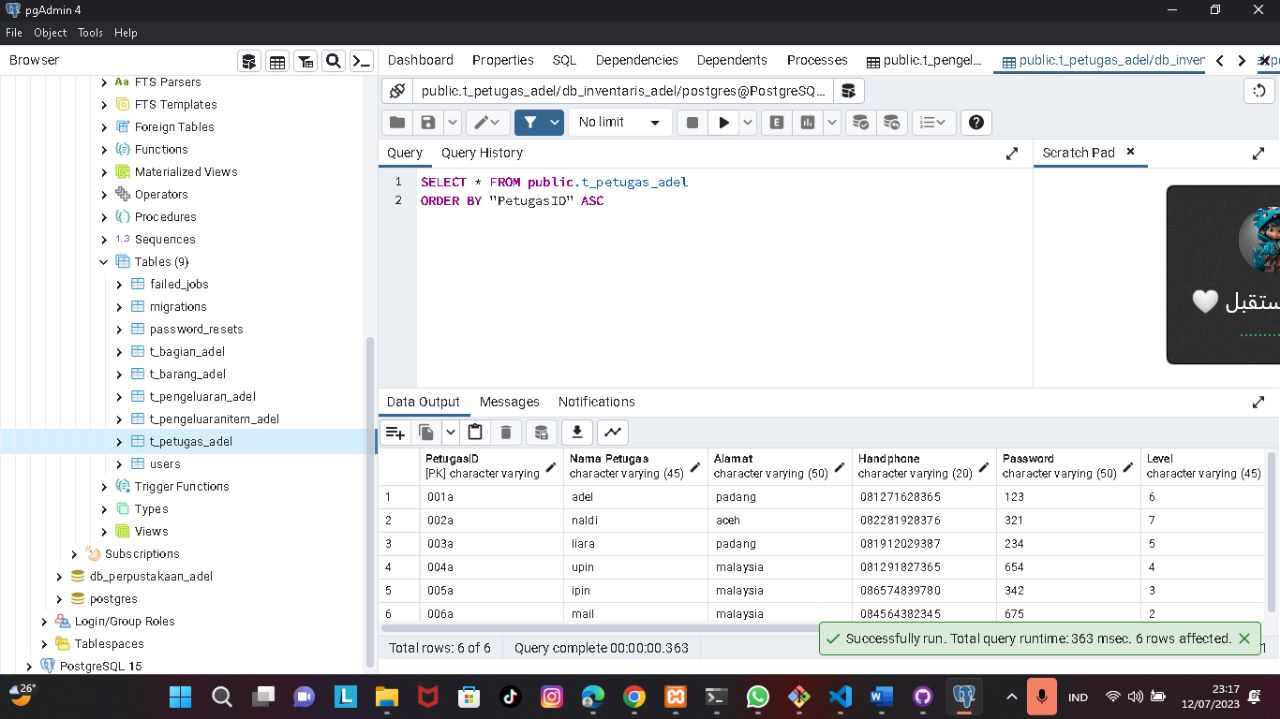 pgAdmin 4
File Object Tools Help
Browser
Dashboard Properties SQL Dependencies Dependents Processes public.t_pengel... public.t_petugas_adel/db_inver
FTS Parsers
FTS Templates
Foreign Tables
Functions
Materialized Views
Operators
Procedures
1.3 Sequences
Tables (9)
failed_jobs
migrations
password_resets
t_bagian_adel
t_barang_adel
t_pengeluaran_adel
t_pengeluaranitem_adel
t_petugas_adel
users
Trigger Functions
Types
Views
Subscriptions
db_perpustakaan_adel
postgres
Login/Group Roles
Tablespaces
PostgreSQL 15
public.t_petugas_adel/db_inventaris_adel/postgres@PostgreSQ...
No limit
Query Query History
Scratch Pad
1 SELECT * FROM public.t_petugas_adel
2 ORDER BY "PetugasID" ASC
Data Output Messages Notifications
PetugasID Nama Petugas Alamat Handphone Password Level
[PK] character varying character varying (45) character varying (50) character varying (20) character varying (50) character varying (45)
1 001a adel padang 081271628365 123 6
2 002a naldi aceh 082281928376 321 7
3 003a liara padang 081912029387 234 5
4 004a upin malaysia 081291827365 654 4
5 005a ipin malaysia 086574839780 342 3
6 006a mail malaysia 084564382345 675 2
Successfully run. Total query runtime: 363 msec. 6 rows affected.
Total rows: 6 of 6 Query complete 00:00:00.363
26°
IND
23:17
12/07/2023